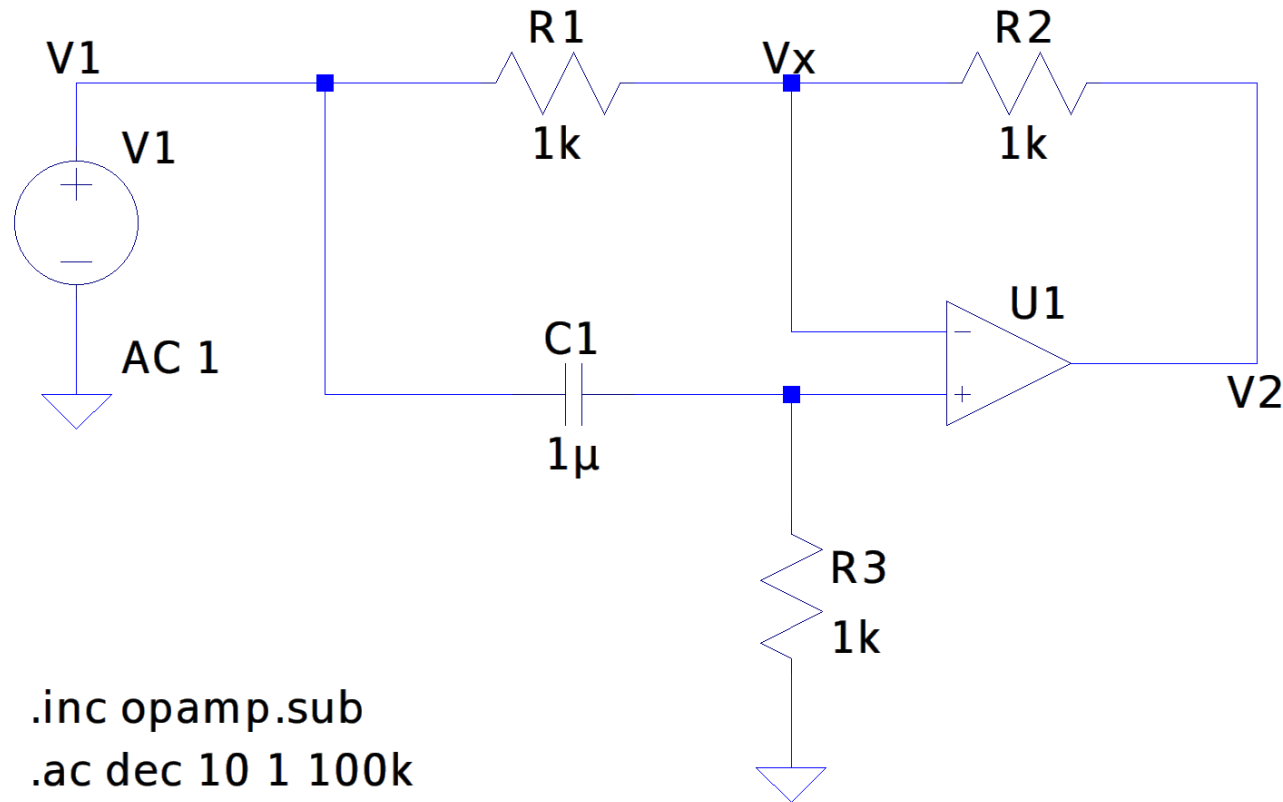 V1
R1
1k
Vx
R2
1k
V1
AC 1
C1
1µ
U1
V2
R3
1k
.inc opamp.sub
.ac dec 10 1 100k